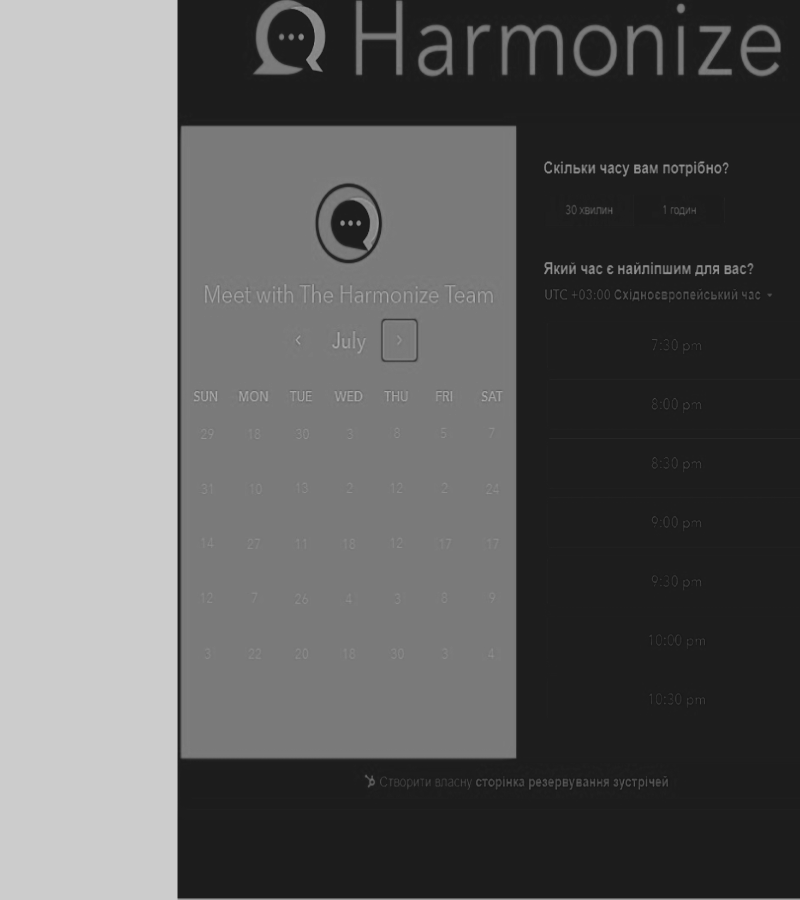 Harmonize
Meet with The Harmonize Team
‹ July ›
SUN MON TUE WED THU FRI SAT
29 18 30 3 8 5 7
31 10 13 2 12 2 24
14 27 11 18 12 17 17
12 7 26 4 3 8 9
3 22 20 18 30 3 4
Скільки часу вам потрібно?
30 хвилин 1 годин
Який час є найліпшим для вас?
UTC +03:00 Східноєвропейський час
7:30 pm
8:00 pm
8:30 pm
9:00 pm
9:30 pm
10:00 pm
10:30 pm
Створити власну сторінка резервування зустрічей